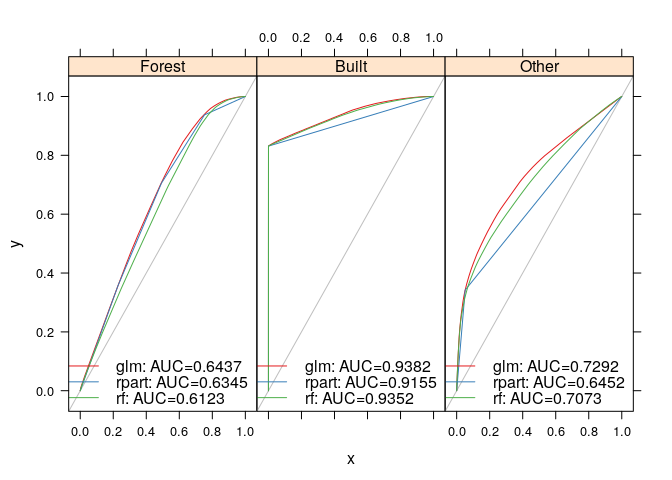 0.0 0.2 0.4 0.6 0.8 1.0
Forest Built Other
1.0
0.8
0.6
0.4
0.2
0.0
y
glm: AUC=0.6437
rpart: AUC=0.6345
rf: AUC=0.6123
glm: AUC=0.9382
rpart: AUC=0.9155
rf: AUC=0.9352
glm: AUC=0.7292
rpart: AUC=0.6452
rf: AUC=0.7073
0.0 0.2 0.4 0.6 0.8 1.0
0.0 0.2 0.4 0.6 0.8 1.0
x